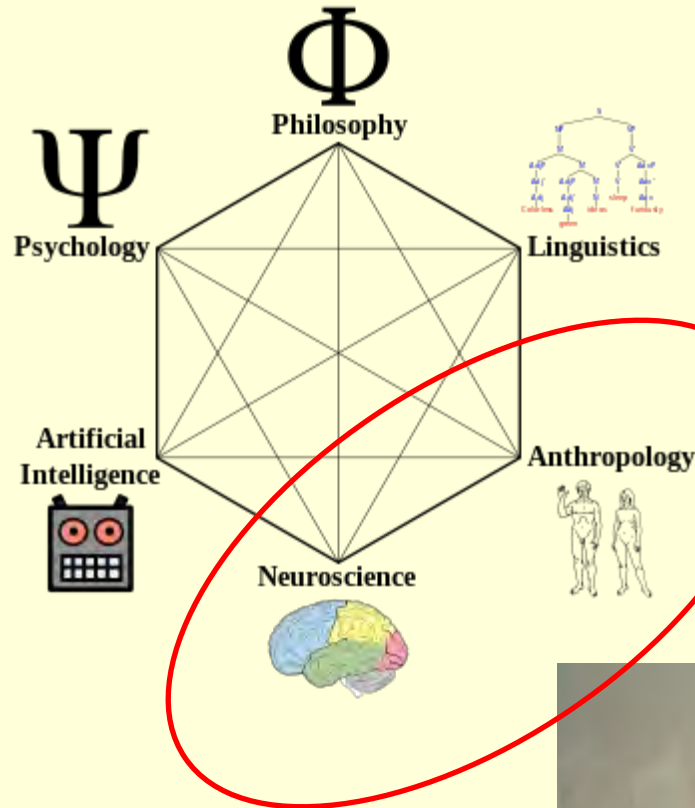 Φ
Philosophy
Ψ
Psychology
Linguistics
Artificial
Intelligence
Anthropology
Neuroscience